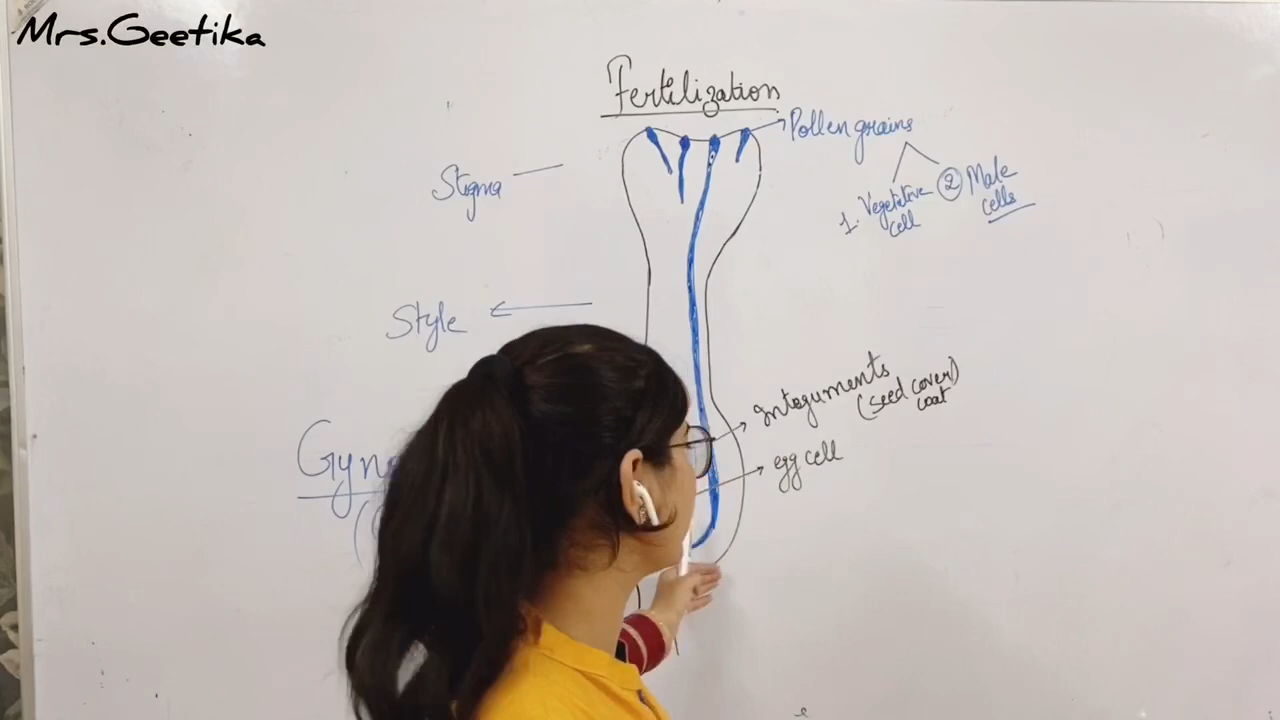 Mrs.Geetika
Fertilization
Pollen grains
Stigma
1. Vegetative
cell
② Male
cells
Style
Integuments
(seed cover)
coat
egg cell